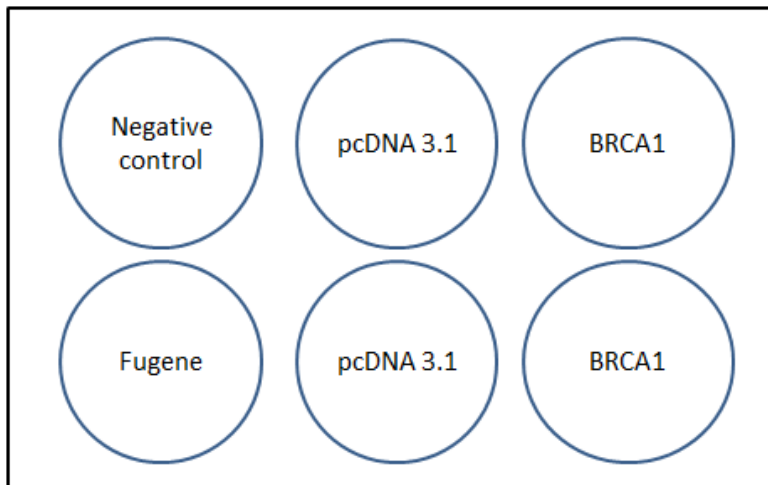 Negative
control
pcDNA 3.1
BRCA1
Fugene
pcDNA 3.1
BRCA1